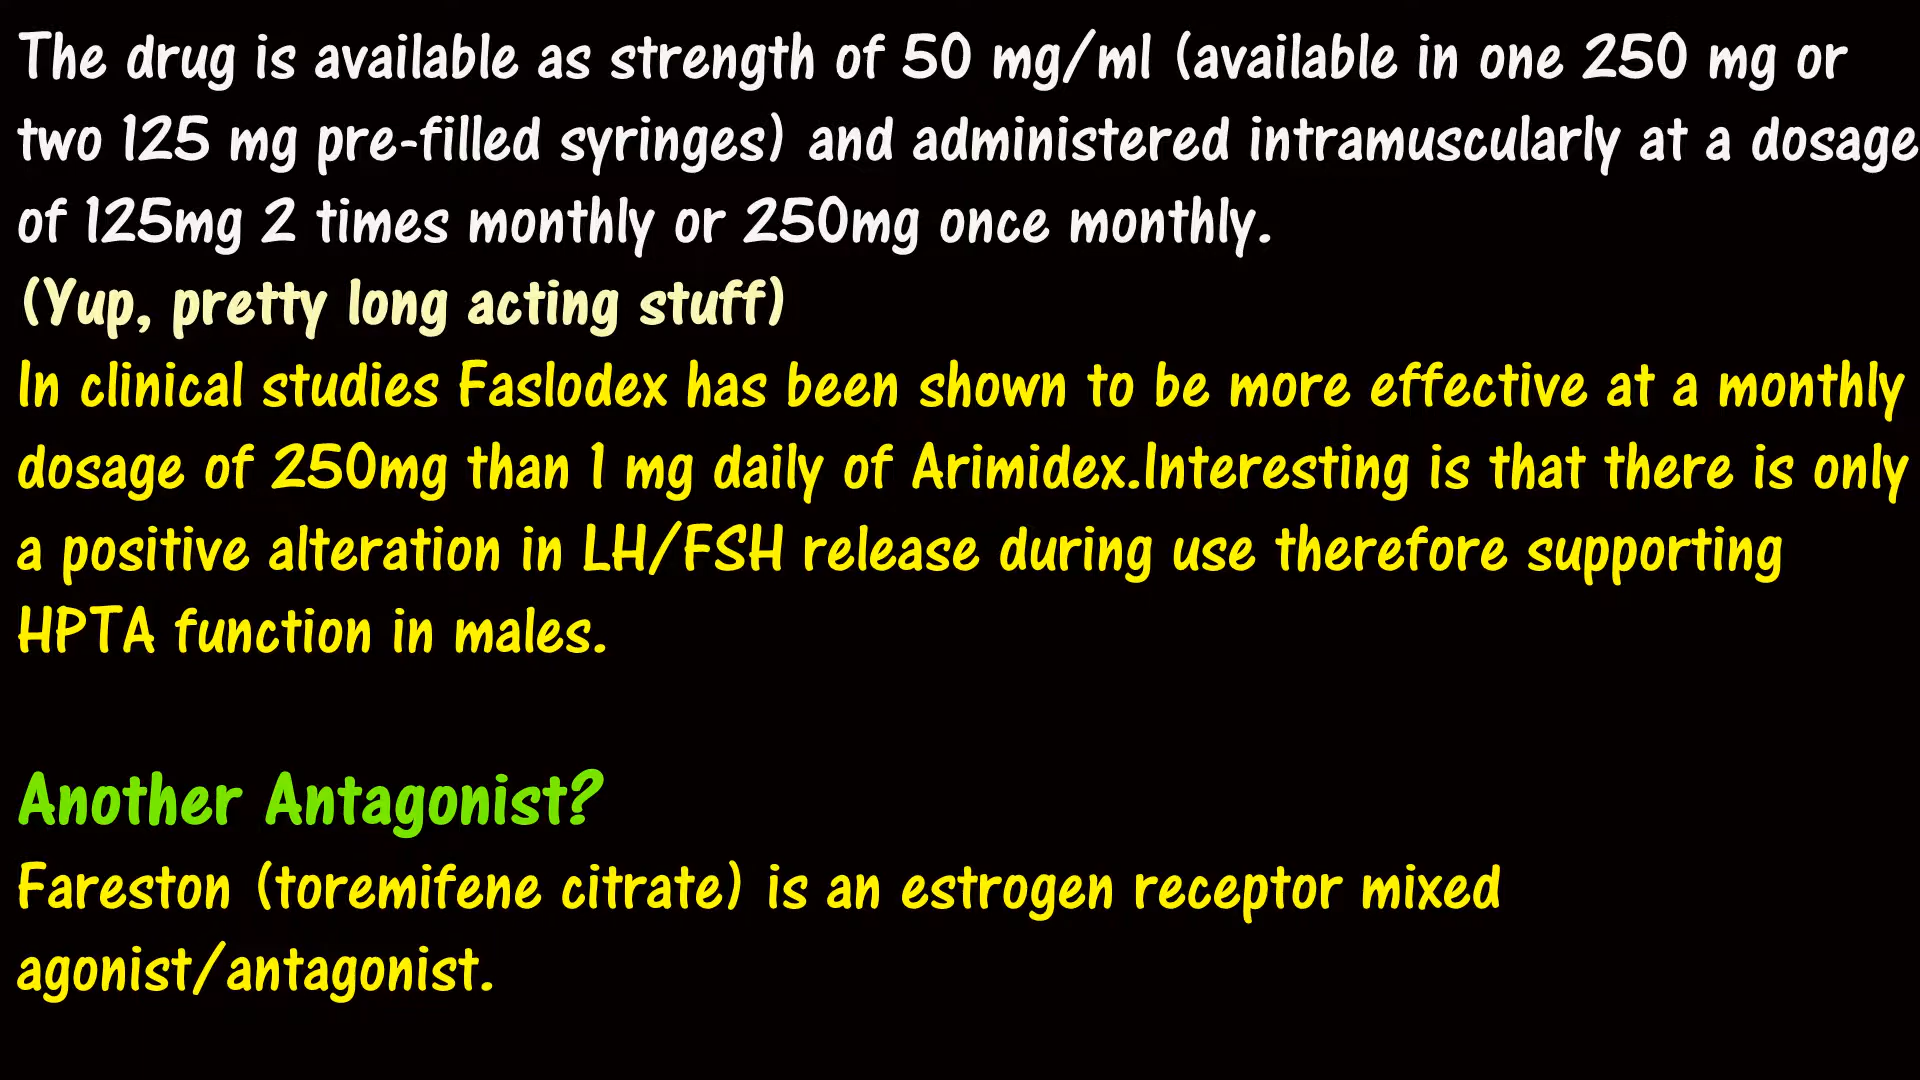 The drug is available as strength of 50 mg/ml (available in one 250 mg or
two 125 mg pre-filled syringes) and administered intramuscularly at a dosage
of 125mg 2 times monthly or 250mg once monthly.
(Yup, pretty long acting stuff)
In clinical studies Faslodex has been shown to be more effective at a monthly
dosage of 250mg than 1 mg daily of Arimidex.Interesting is that there is only
a positive alteration in LH/FSH release during use therefore supporting
HPTA function in males.
Another Antagonist?
Fareston (toremifene citrate) is an estrogen receptor mixed
agonist/antagonist.